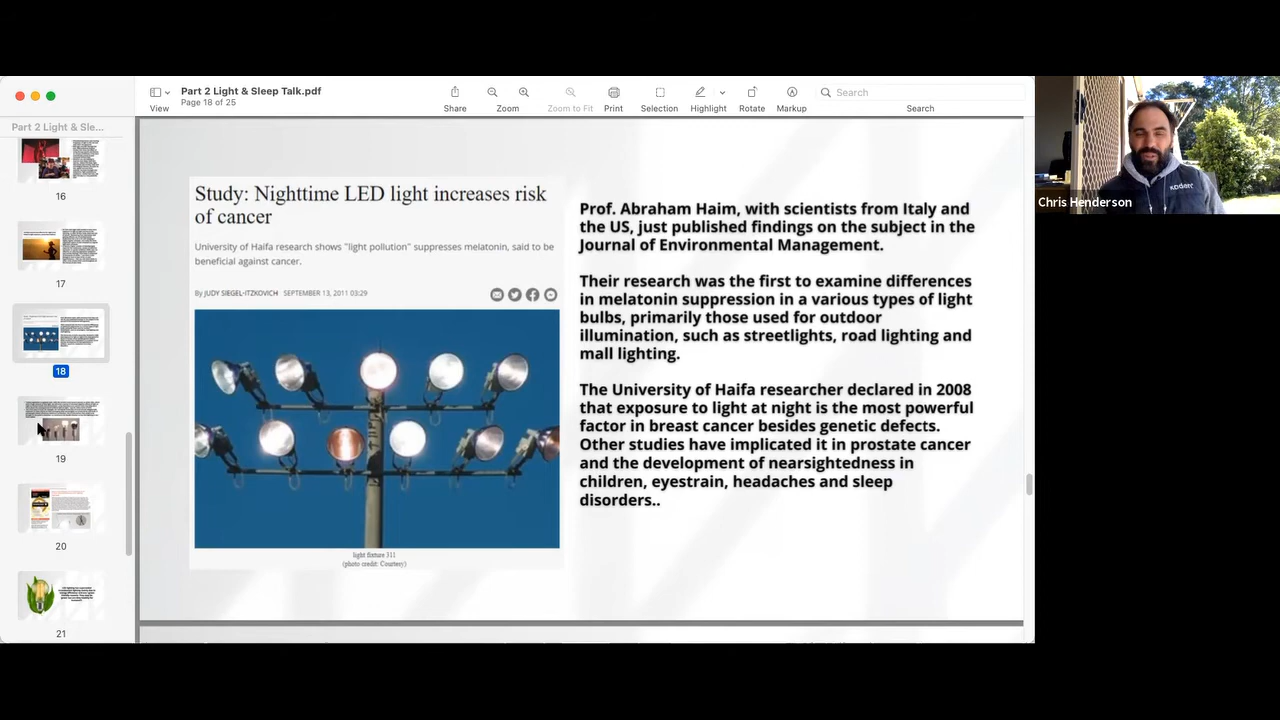 Part 2 Light & Sleep Talk.pdf
Page 18 of 25
View
Share
Zoom
Zoom to Fit
Print
Selection
Highlight
Rotate
Markup
Search
Search
Part 2 Light & Sle...
16
17
18
19
20
21
Study: Nighttime LED light increases risk
of cancer
University of Haifa research shows "light pollution" suppresses melatonin, said to be
beneficial against cancer.
By JUDY SIEGEL-ITZKOVICH SEPTEMBER 13, 2011 03:29
light fixture 311
(photo credit: Courtesy)
Prof. Abraham Haim, with scientists from Italy and
the US, just published findings on the subject in the
Journal of Environmental Management.
Their research was the first to examine differences
in melatonin suppression in a various types of light
bulbs, primarily those used for outdoor
illumination, such as streetlights, road lighting and
mall lighting.
The University of Haifa researcher declared in 2008
that exposure to light at night is the most powerful
factor in breast cancer besides genetic defects.
Other studies have implicated it in prostate cancer
and the development of nearsightedness in
children, eyestrain, headaches and sleep
disorders..
Chris Henderson